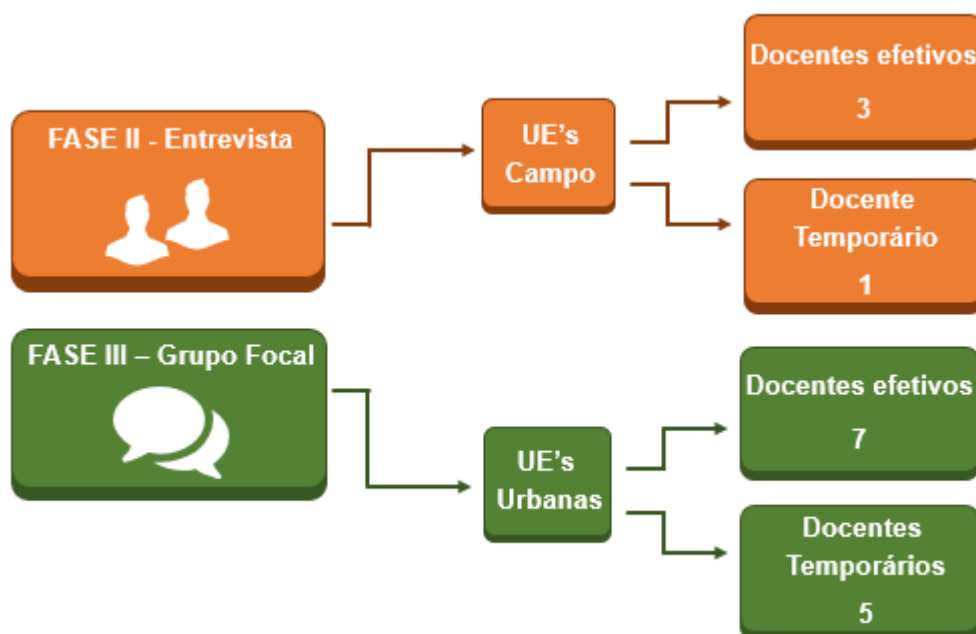 FASE II - Entrevista
UE's
Campo
Docentes efetivos
3
Docente
Temporário
1
FASE III – Grupo Focal
UE's
Urbanas
Docentes efetivos
7
Docentes
Temporários
5